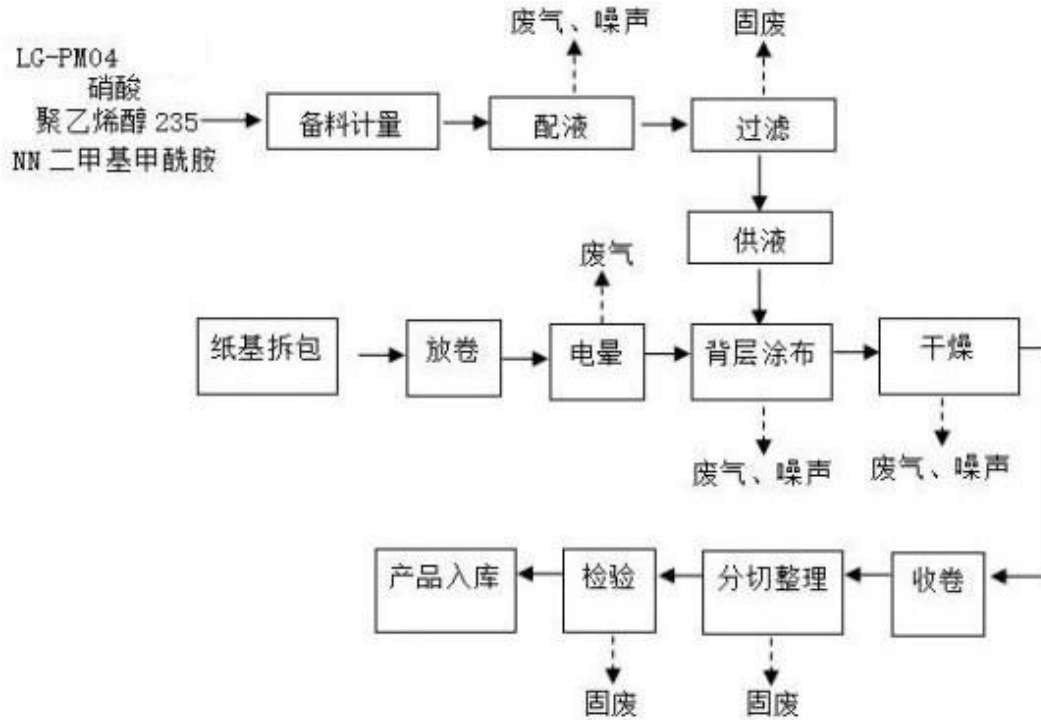 废气、噪声
固废
LG-PM04
硝酸
聚乙烯醇 235
NN 二甲基甲酰胺
备料计量
配液
过滤
供液
废气
纸基拆包
放卷
电晕
背层涂布
干燥
废气、噪声
废气、噪声
产品入库
检验
分切整理
收卷
固废
固废